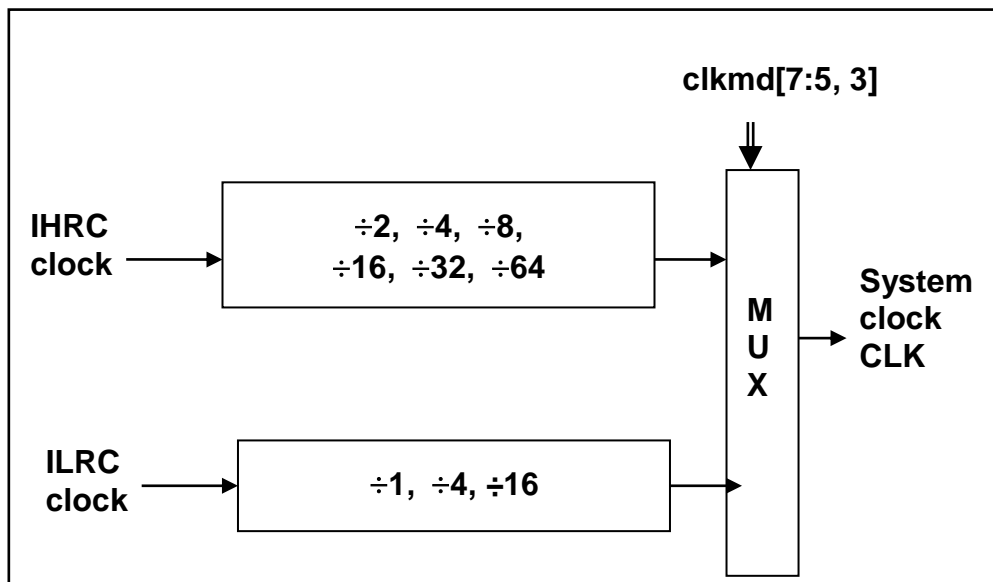 clkmd[7:5, 3]
IHRC
clock
÷2, ÷4, ÷8,
÷16, ÷32, ÷64
M
U
X
System
clock
CLK
ILRC
clock
÷1, ÷4, ÷16